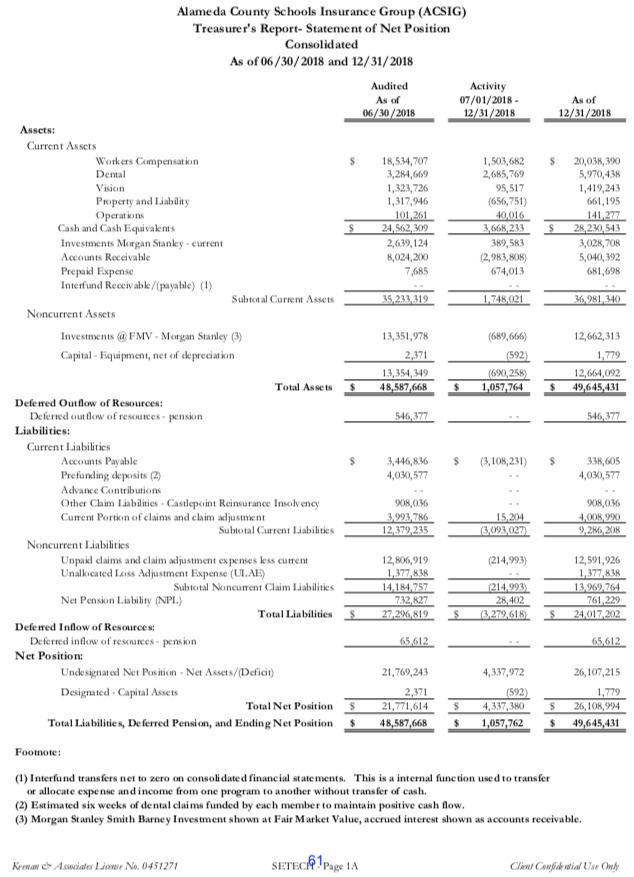 Alameda County Schools Insurance Group (ACSIG)
Treasurer's Report- Statement of Net Position
Consolidated
As of 06/30/2018 and 12/31/2018
Audited As of 06/30/2018 Activity 07/01/2018 - 12/31/2018 As of 12/31/2018
Assets:
Current Assets
Workers Compensation $ 18,534,707 1,503,682 $ 20,038,390
Dental 3,284,669 2,685,769 5,970,438
Vision 1,323,726 95,517 1,419,243
Property and Liability 1,317,946 (656,751) 661,195
Operations 101,261 40,016 141,277
Cash and Cash Equivalents $ 24,562,309 3,668,233 $ 28,230,543
Investments Morgan Stanley - current 2,639,124 389,583 3,028,708
Accounts Receivable 8,024,200 (2,983,808) 5,040,392
Prepaid Expense 7,685 674,013 681,698
Interfund Receivable/(payable) (1) - - - - - -
Subtotal Current Assets 35,233,319 1,748,021 36,981,340
Noncurrent Assets
Investments @ FMV - Morgan Stanley (3) 13,351,978 (689,666) 12,662,313
Capital - Equipment, net of depreciation 2,371 (592) 1,779
13,354,349 (690,258) 12,664,092
Total Assets $ 48,587,668 $ 1,057,764 $ 49,645,431
Deferred Outflow of Resources:
Deferred outflow of resources - pension 546,377 - - 546,377
Liabilities:
Current Liabilities
Accounts Payable $ 3,446,836 $ (3,108,231) $ 338,605
Prefunding deposits (2) 4,030,577 - - 4,030,577
Advance Contributions - - - - - -
Other Claim Liabilities - Castlepoint Reinsurance Insolvency 908,036 - - 908,036
Current Portion of claims and claim adjustment 3,993,786 15,204 4,008,990
Subtotal Current Liabilities 12,379,235 (3,093,027) 9,286,208
Noncurrent Liabilities
Unpaid claims and claim adjustment expenses less current 12,806,919 (214,993) 12,591,926
Unallocated Loss Adjustment Expense (ULAE) 1,377,838 - - 1,377,838
Subtotal Noncurrent Claim Liabilities 14,184,757 (214,993) 13,969,764
Net Pension Liability (NPL) 732,827 28,402 761,229
Total Liabilities $ 27,296,819 $ (3,279,618) $ 24,017,202
Deferred Inflow of Resources:
Deferred inflow of resources - pension 65,612 - - 65,612
Net Position:
Undesignated Net Position - Net Assets/(Deficit) 21,769,243 4,337,972 26,107,215
Designated - Capital Assets 2,371 (592) 1,779
Total Net Position $ 21,771,614 $ 4,337,380 $ 26,108,994
Total Liabilities, Deferred Pension, and Ending Net Position $ 48,587,668 $ 1,057,762 $ 49,645,431
Footnote:
(1) Interfund transfers net to zero on consolidated financial statements. This is a internal function used to transfer
or allocate expense and income from one program to another without transfer of cash.
(2) Estimated six weeks of dental claims funded by each member to maintain positive cash flow.
(3) Morgan Stanley Smith Barney Investment shown at Fair Market Value, accrued interest shown as accounts receivable.
Keenan & Associates License No. 0451271 61 Page 1A Client Confidential Use Only